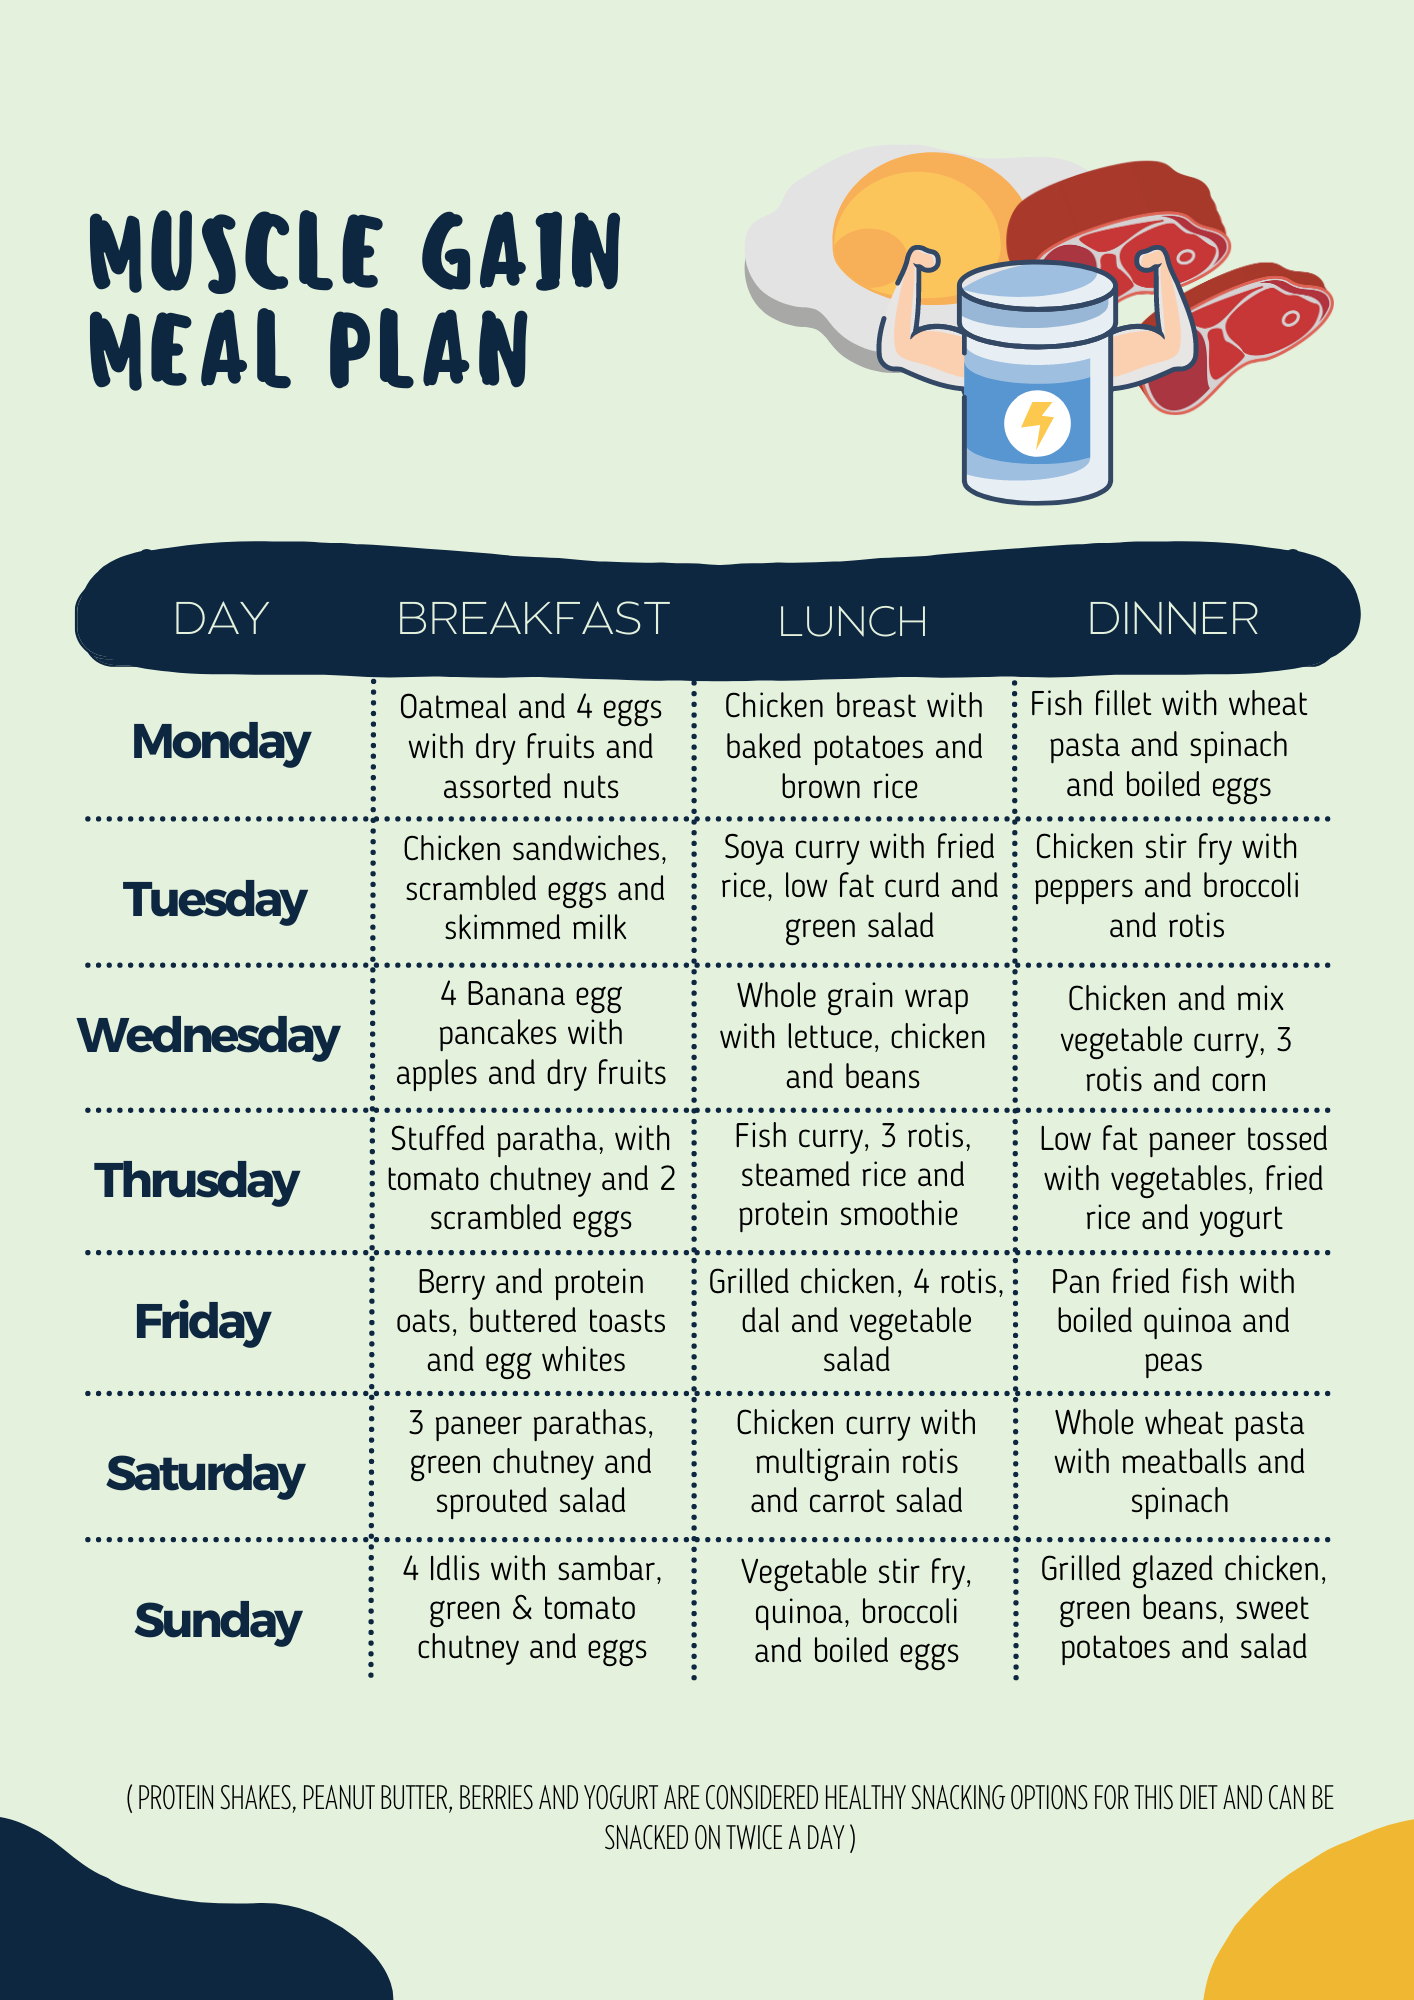 MUSCLE GAIN
MEAL PLAN
DAY BREAKFAST LUNCH DINNER
Monday
Oatmeal and 4 eggs
with dry fruits and
assorted nuts
Chicken breast with
baked potatoes and
brown rice
Fish fillet with wheat
pasta and spinach
and boiled eggs
Tuesday
Chicken sandwiches,
scrambled eggs and
skimmed milk
Soya curry with fried
rice, low fat curd and
green salad
Chicken stir fry with
peppers and broccoli
and rotis
Wednesday
4 Banana egg
pancakes with
apples and dry fruits
Whole grain wrap
with lettuce, chicken
and beans
Chicken and mix
vegetable curry, 3
rotis and corn
Thrusday
Stuffed paratha, with
tomato chutney and 2
scrambled eggs
Fish curry, 3 rotis,
steamed rice and
protein smoothie
Low fat paneer tossed
with vegetables, fried
rice and yogurt
Friday
Berry and protein
oats, buttered toasts
and egg whites
Grilled chicken, 4 rotis,
dal and vegetable
salad
Pan fried fish with
boiled quinoa and
peas
Saturday
3 paneer parathas,
green chutney and
sprouted salad
Chicken curry with
multigrain rotis
and carrot salad
Whole wheat pasta
with meatballs and
spinach
Sunday
4 Idlis with sambar,
green & tomato
chutney and eggs
Vegetable stir fry,
quinoa, broccoli
and boiled eggs
Grilled glazed chicken,
green beans, sweet
potatoes and salad
( PROTEIN SHAKES, PEANUT BUTTER, BERRIES AND YOGURT ARE CONSIDERED HEALTHY SNACKING OPTIONS FOR THIS DIET AND CAN BE
SNACKED ON TWICE A DAY )